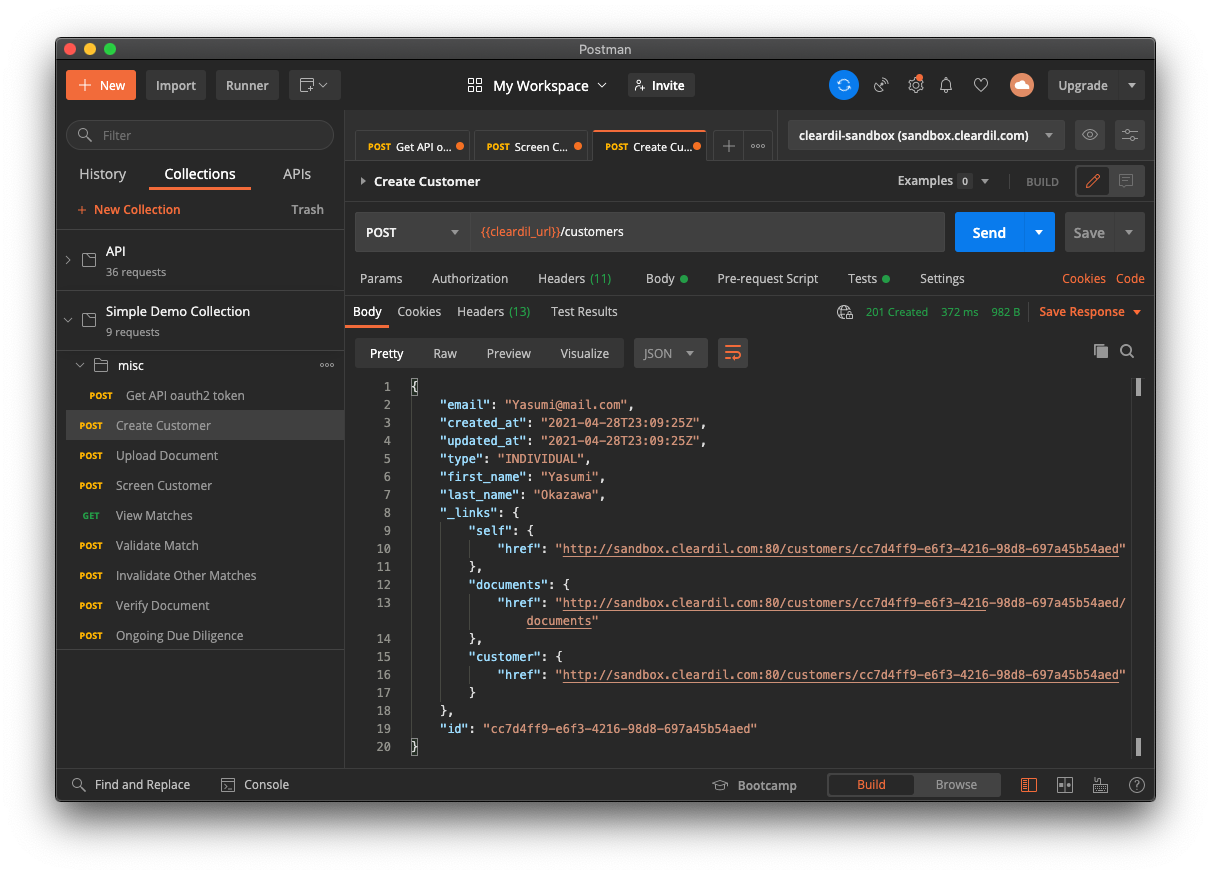 Postman
+ New
Import
Runner
My Workspace
Invite
Upgrade
Filter
History
Collections
APIs
+ New Collection
Trash
API
36 requests
Simple Demo Collection
9 requests
misc
POST Get API oauth2 token
POST Create Customer
POST Upload Document
POST Screen Customer
GET View Matches
POST Validate Match
POST Invalidate Other Matches
POST Verify Document
POST Ongoing Due Diligence
POST Get API o...
POST Screen C...
POST Create Cu...
cleardil-sandbox (sandbox.cleardil.com)
Create Customer
Examples 0
BUILD
POST
{{cleardil_url}}/customers
Send
Save
Params
Authorization
Headers (11)
Body
Pre-request Script
Tests
Settings
Cookies
Code
Body
Cookies
Headers (13)
Test Results
201 Created
372 ms
982 B
Save Response
Pretty
Raw
Preview
Visualize
JSON
1 {
2 "email": "Yasumi@mail.com",
3 "created_at": "2021-04-28T23:09:25Z",
4 "updated_at": "2021-04-28T23:09:25Z",
5 "type": "INDIVIDUAL",
6 "first_name": "Yasumi",
7 "last_name": "Okazawa",
8 "_links": {
9 "self": {
10 "href": "http://sandbox.cleardil.com:80/customers/cc7d4ff9-e6f3-4216-98d8-697a45b54aed"
11 },
12 "documents": {
13 "href": "http://sandbox.cleardil.com:80/customers/cc7d4ff9-e6f3-4216-98d8-697a45b54aed/
documents"
14 },
15 "customer": {
16 "href": "http://sandbox.cleardil.com:80/customers/cc7d4ff9-e6f3-4216-98d8-697a45b54aed"
17 }
18 },
19 "id": "cc7d4ff9-e6f3-4216-98d8-697a45b54aed"
20 }
Find and Replace
Console
Bootcamp
Build
Browse